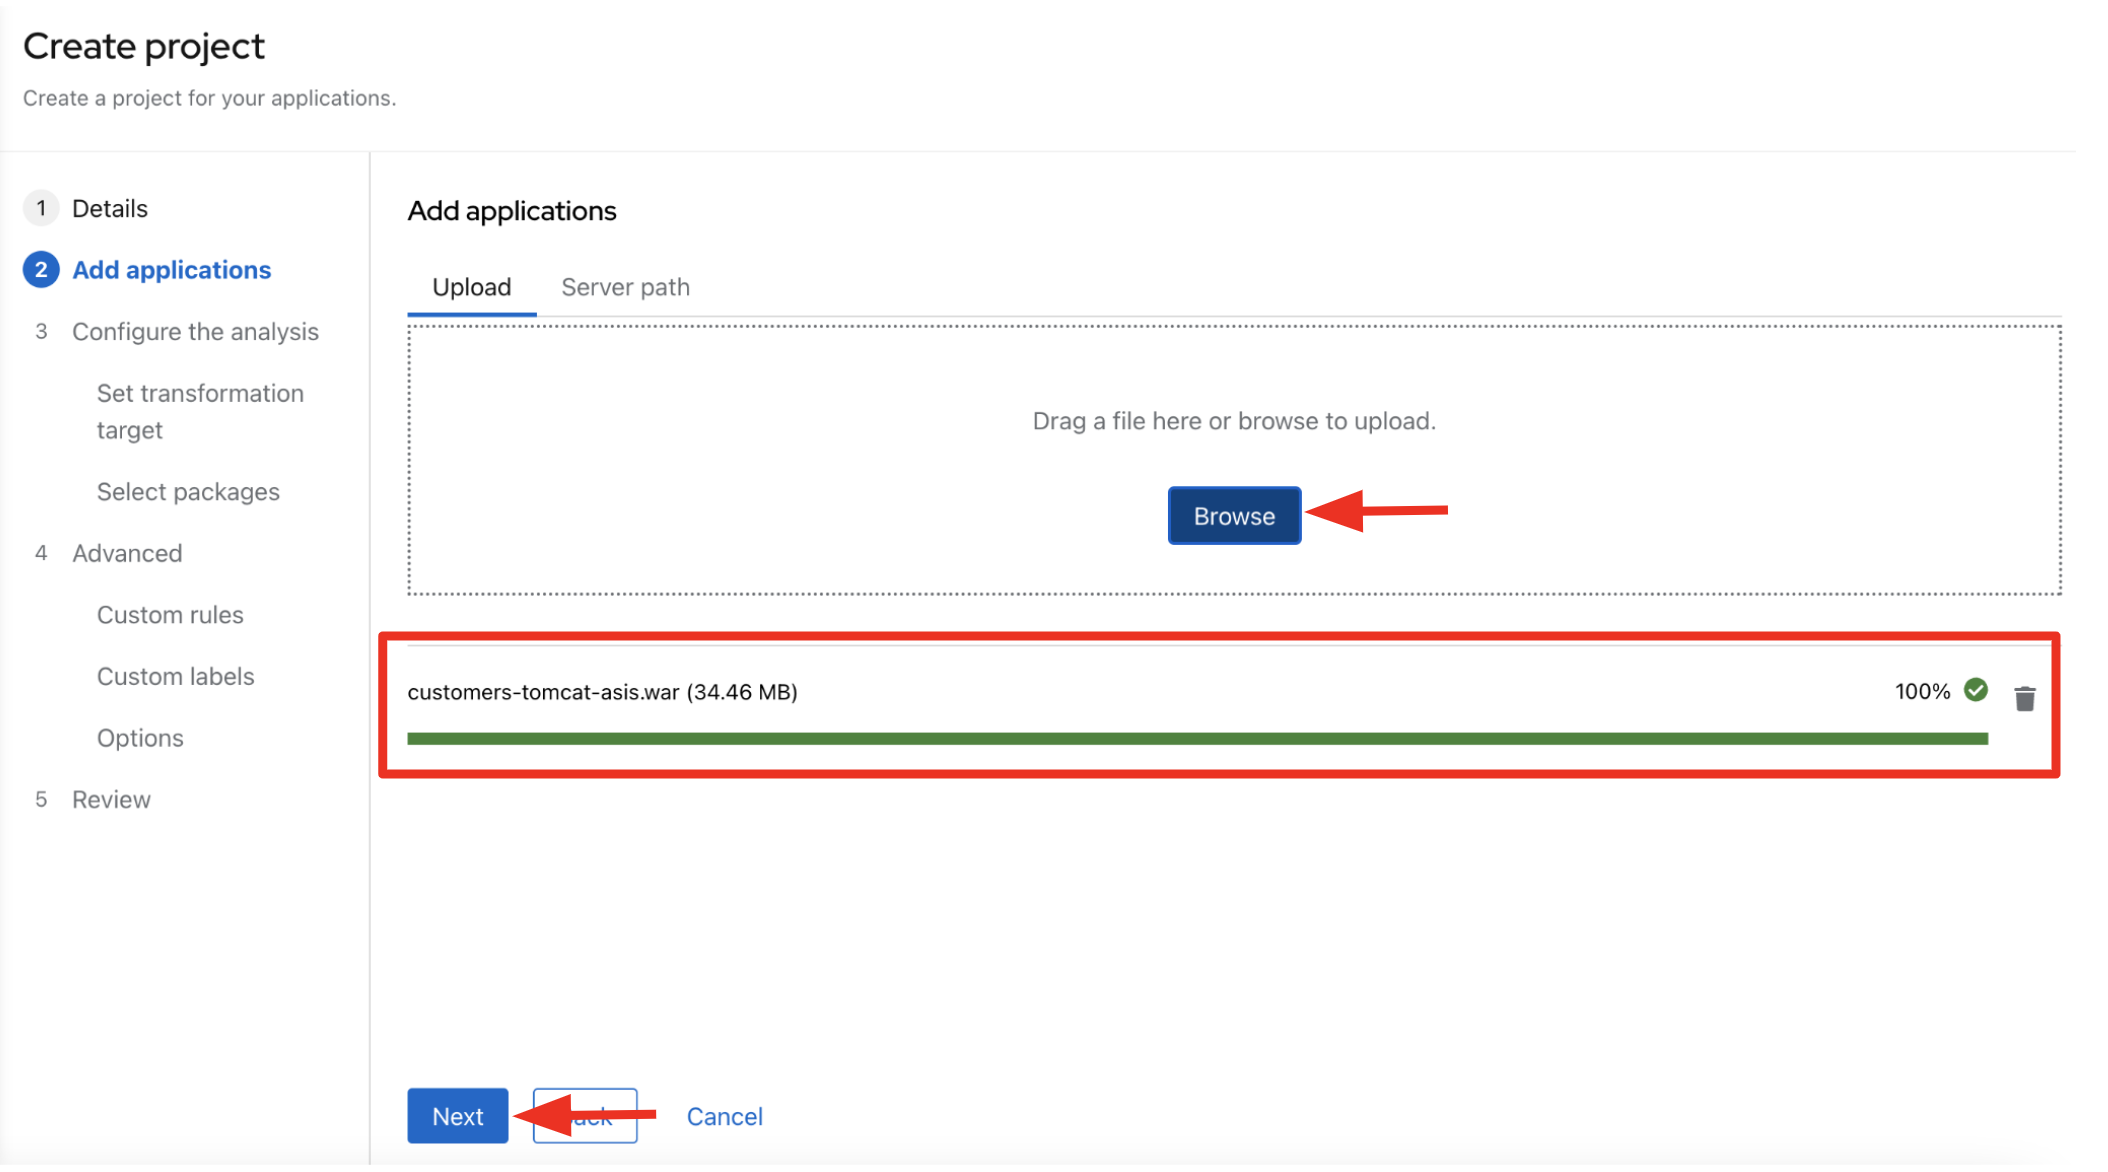 Create project
Create a project for your applications.
1 Details
2 Add applications
3 Configure the analysis
Set transformation
target
Select packages
4 Advanced
Custom rules
Custom labels
Options
5 Review
Add applications
Upload Server path
Drag a file here or browse to upload.
Browse
customers-tomcat-asis.war (34.46 MB) 100%
Next Cancel